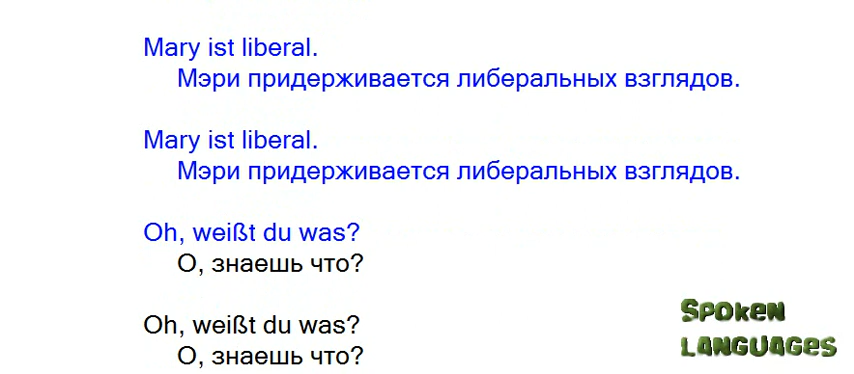 Mary ist liberal.
Мэри придерживается либеральных взглядов.
Mary ist liberal.
Мэри придерживается либеральных взглядов.
Oh, weißt du was?
О, знаешь что?
Oh, weißt du was?
О, знаешь что?
Spoken
Languages